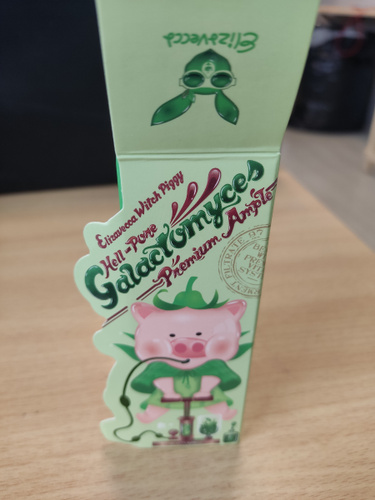 Elizavecca
Elizavecca Witch Piggy
Hell-Pore
Galactomyces
Premium Ample